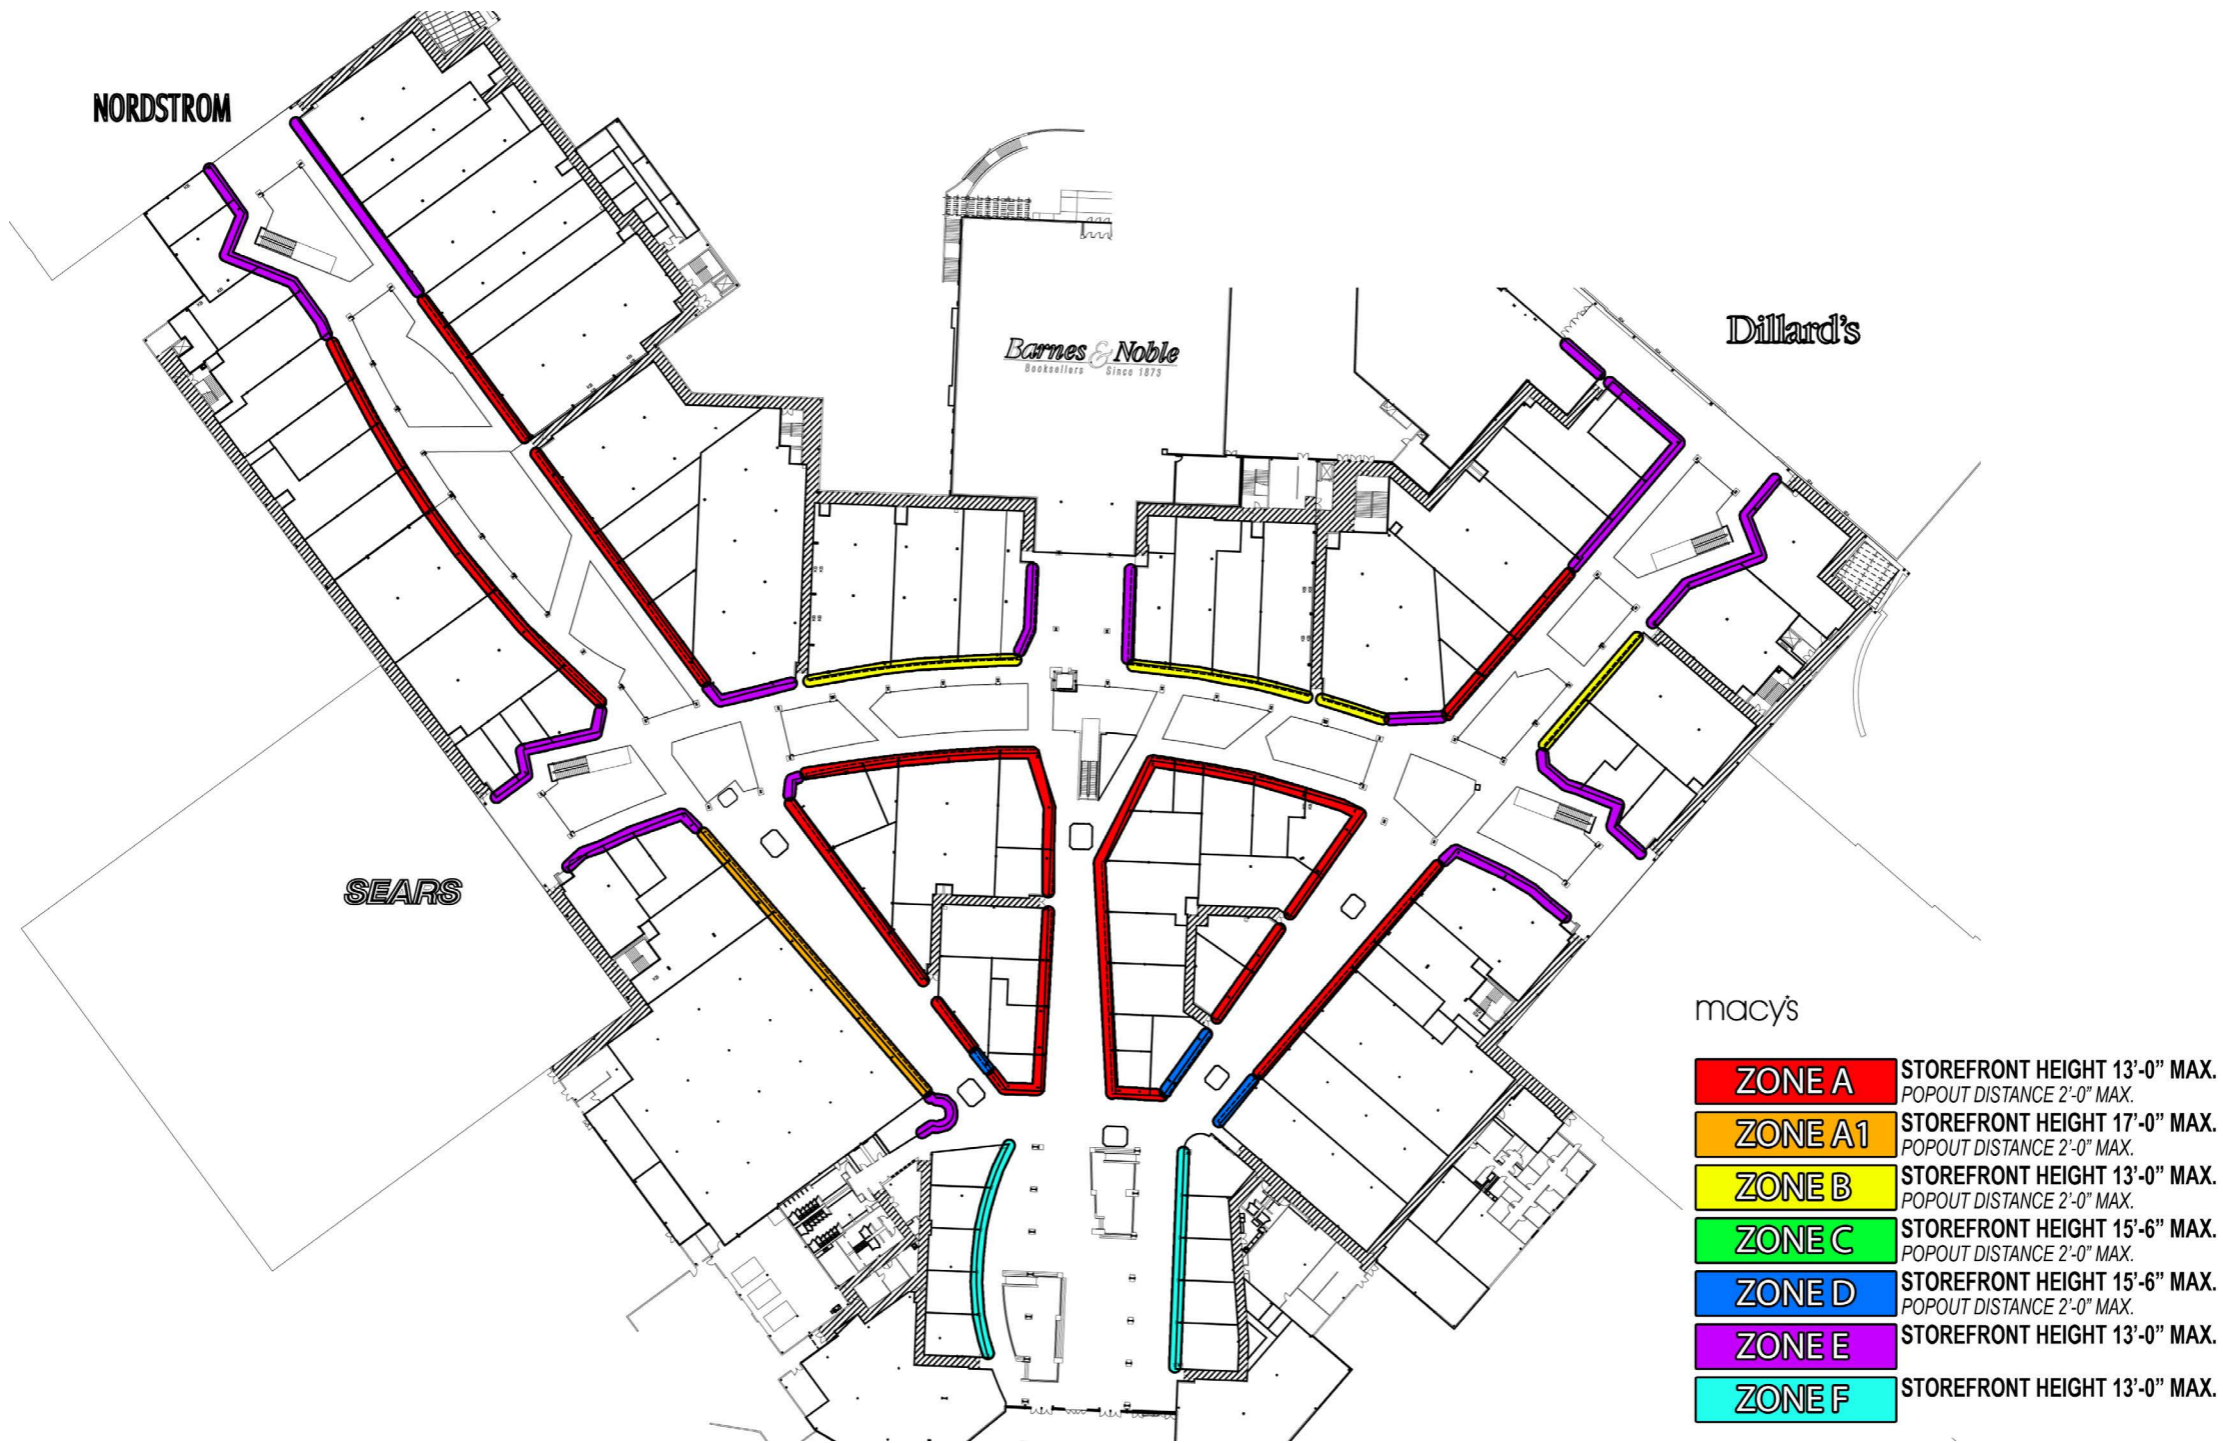 NORDSTROM
Dillard's
Barnes & Noble
Booksellers Since 1873
SEARS
macy's
ZONE A STOREFRONT HEIGHT 13'-0" MAX.
POPOUT DISTANCE 2'-0" MAX.
ZONE A1 STOREFRONT HEIGHT 17'-0" MAX.
POPOUT DISTANCE 2'-0" MAX.
ZONE B STOREFRONT HEIGHT 13'-0" MAX.
POPOUT DISTANCE 2'-0" MAX.
ZONE C STOREFRONT HEIGHT 15'-6" MAX.
POPOUT DISTANCE 2'-0" MAX.
ZONE D STOREFRONT HEIGHT 15'-6" MAX.
POPOUT DISTANCE 2'-0" MAX.
ZONE E STOREFRONT HEIGHT 13'-0" MAX.
ZONE F STOREFRONT HEIGHT 13'-0" MAX.